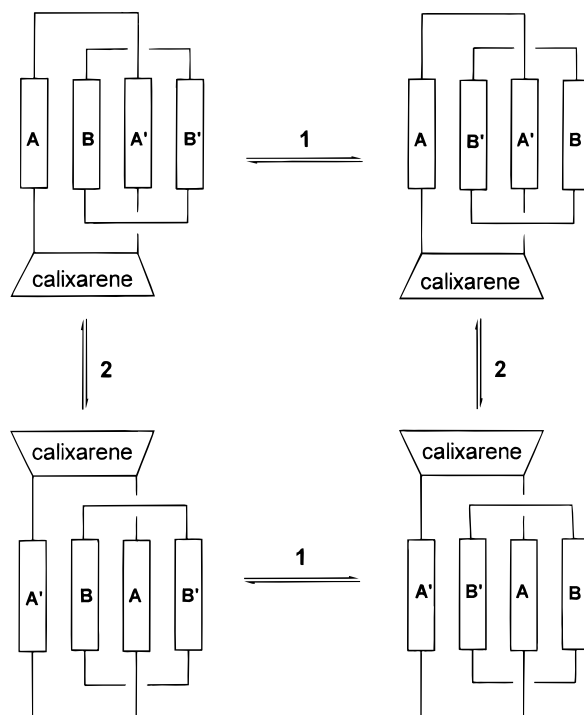 A B A' B'
1
A B' A' B
calixarene
calixarene
2
2
calixarene
calixarene
1
A' B A B'
A' B' A B